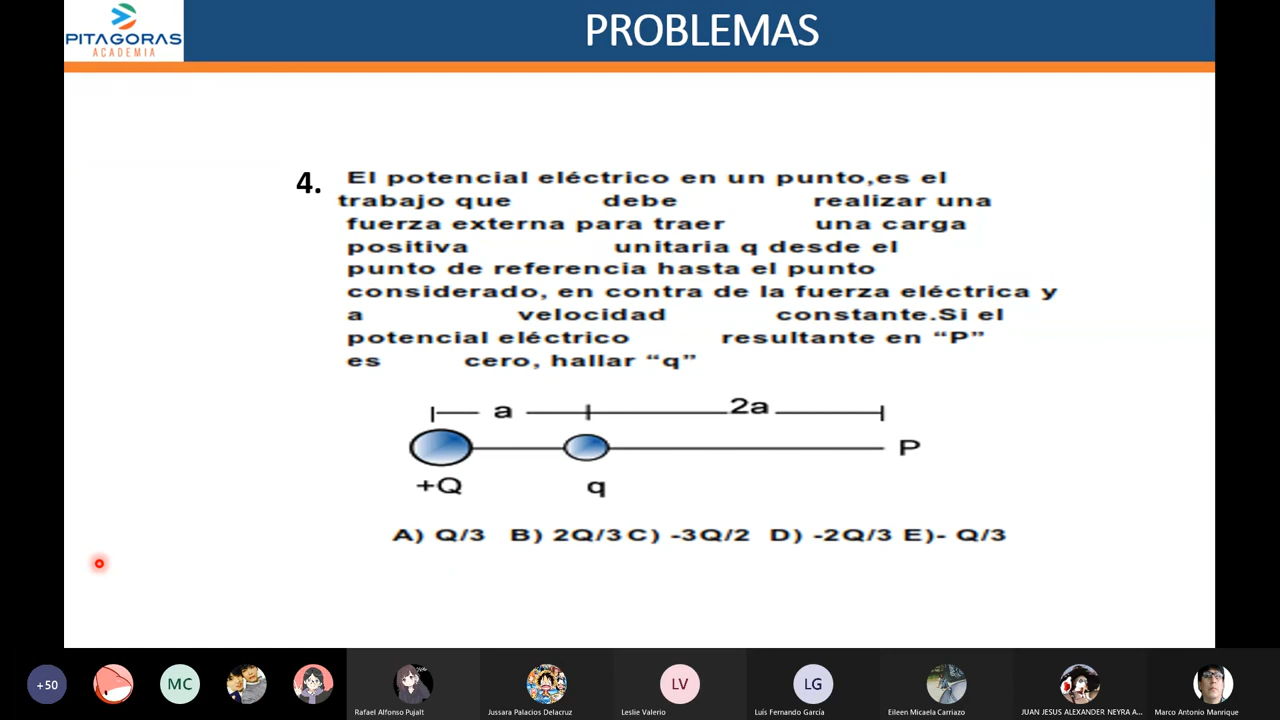 PITAGORAS
ACADEMIA
PROBLEMAS
4. El potencial eléctrico en un punto,es el
trabajo que debe realizar una
fuerza externa para traer una carga
positiva unitaria q desde el
punto de referencia hasta el punto
considerado, en contra de la fuerza eléctrica y
a velocidad constante.Si el
potencial eléctrico resultante en “P”
es cero, hallar “q”
a 2a
P
+Q q
A) Q/3 B) 2Q/3 C) -3Q/2 D) -2Q/3 E)- Q/3
+50 MC LV LG
Rafael Alfonso Pujalt Jussara Palacios Delacruz Leslie Valerio Luis Fernando García Eileen Micaela Carriazo JUAN JESUS ALEXANDER NEYRA A... Marco Antonio Manrique